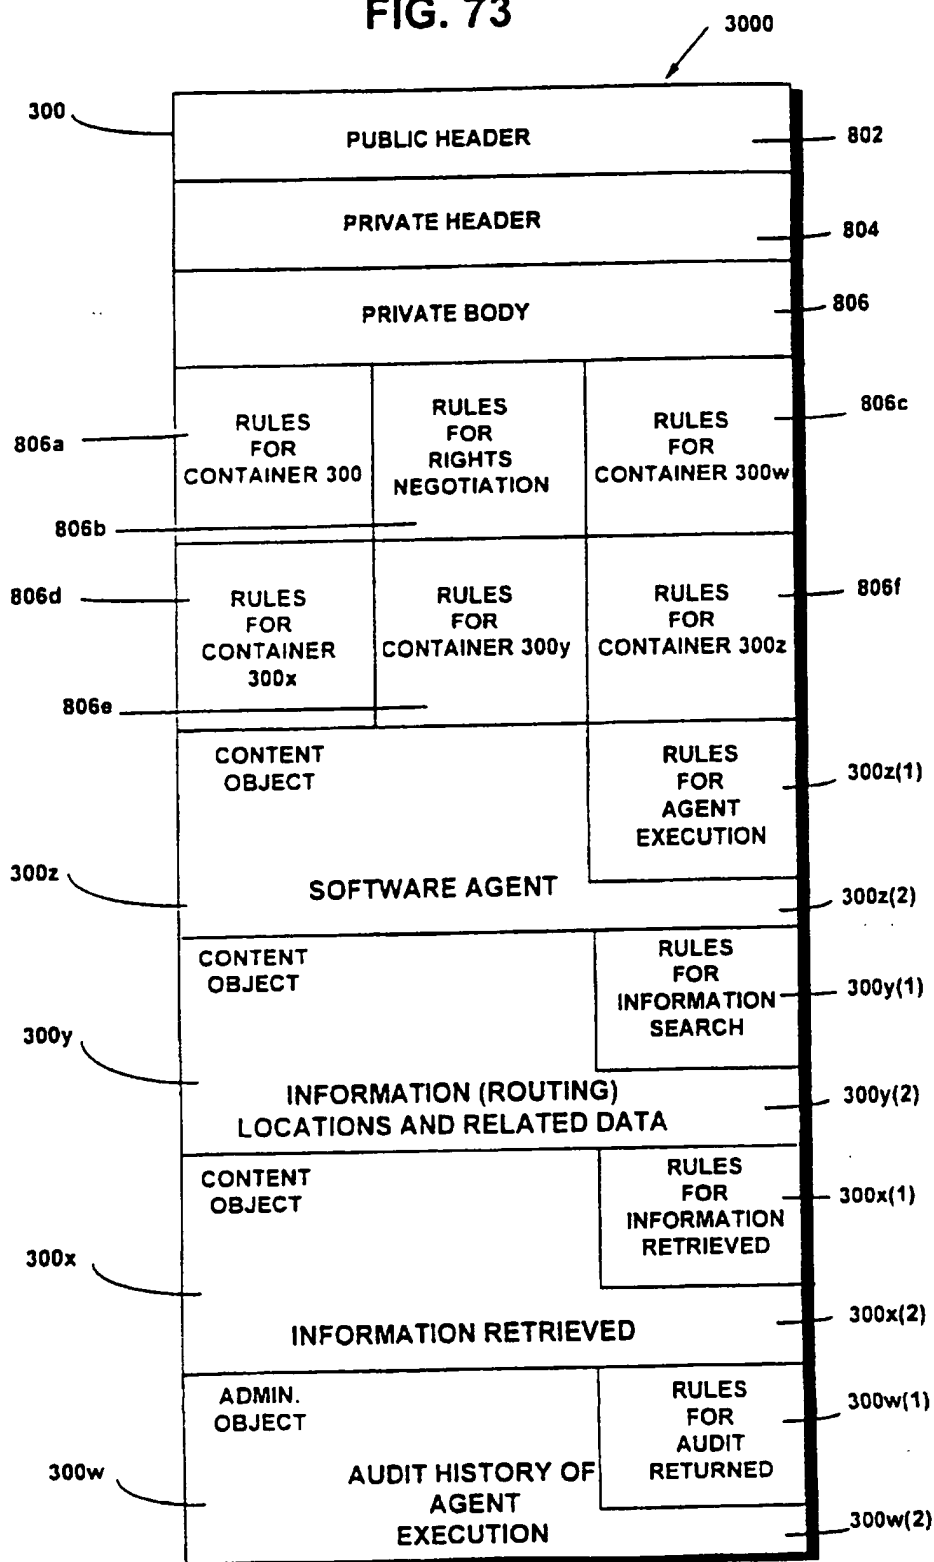 FIG. 73
3000
300
PUBLIC HEADER
802
PRIVATE HEADER
804
PRIVATE BODY
806
806a
RULES
FOR
CONTAINER 300
806b
RULES
FOR
RIGHTS
NEGOTIATION
RULES
FOR
CONTAINER 300w
806c
806d
RULES
FOR
CONTAINER
300x
806e
RULES
FOR
CONTAINER 300y
RULES
FOR
CONTAINER 300z
806f
CONTENT
OBJECT
RULES
FOR
AGENT
EXECUTION
300z(1)
300z
SOFTWARE AGENT
300z(2)
CONTENT
OBJECT
RULES
FOR
INFORMATION
SEARCH
300y(1)
300y
INFORMATION (ROUTING)
LOCATIONS AND RELATED DATA
300y(2)
CONTENT
OBJECT
RULES
FOR
INFORMATION
RETRIEVED
300x(1)
300x
INFORMATION RETRIEVED
300x(2)
ADMIN.
OBJECT
RULES
FOR
AUDIT
RETURNED
300w(1)
300w
AUDIT HISTORY OF
AGENT
EXECUTION
300w(2)